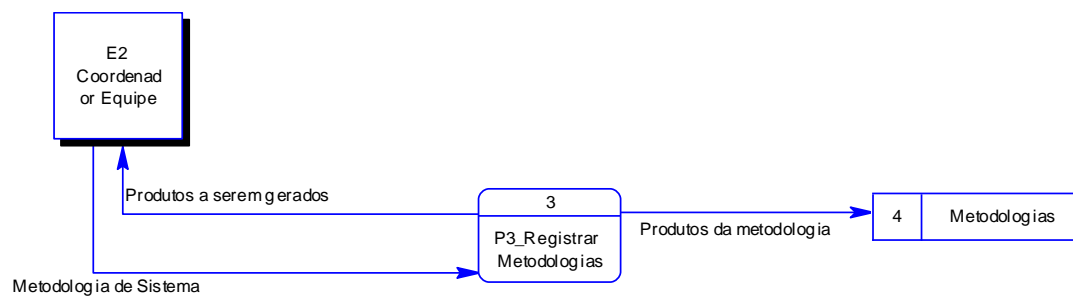 E2
Coordenad
or Equipe
Produtos a serem gerados
3
P3_Registrar
Metodologias
Produtos da metodologia
4 Metodologias
Metodologia de Sistema